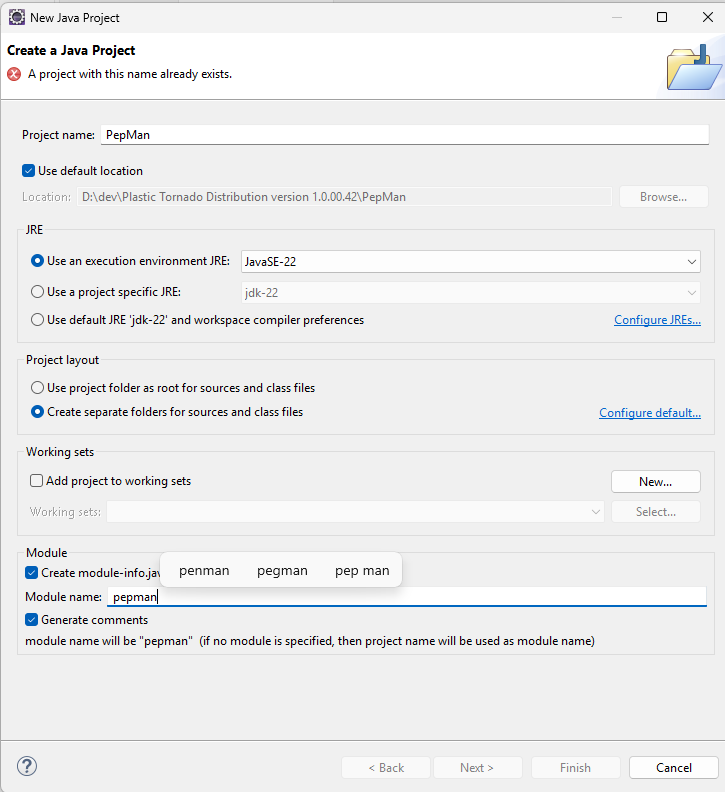 New Java Project
Create a Java Project
A project with this name already exists.
Project name: PepMan
Use default location
Location: D:\dev\Plastic Tornado Distribution version 1.0.00.42\PepMan Browse...
JRE
Use an execution environment JRE: JavaSE-22
Use a project specific JRE: jdk-22
Use default JRE 'jdk-22' and workspace compiler preferences Configure JREs...
Project layout
Use project folder as root for sources and class files
Create separate folders for sources and class files Configure default...
Working sets
Add project to working sets New...
Working sets: Select...
Module
Create module-info.jav penman pegman pep man
Module name: pepman
Generate comments
module name will be "pepman" (if no module is specified, then project name will be used as module name)
? < Back Next > Finish Cancel